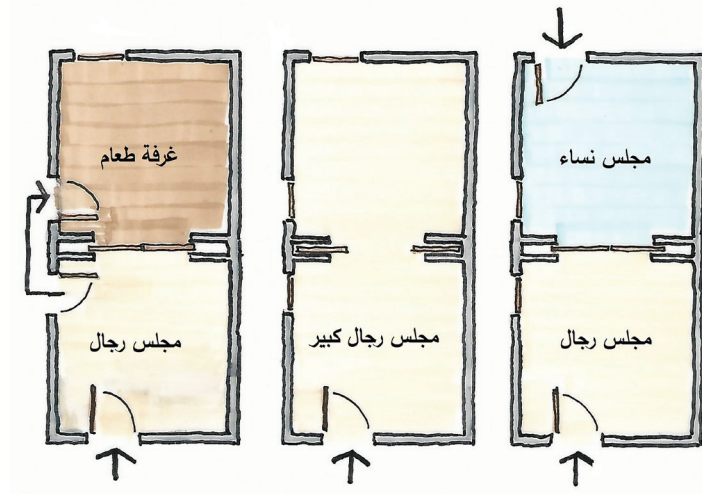 مجلس نساء
غرفة طعام
مجلس رجال
مجلس رجال كبير
مجلس رجال